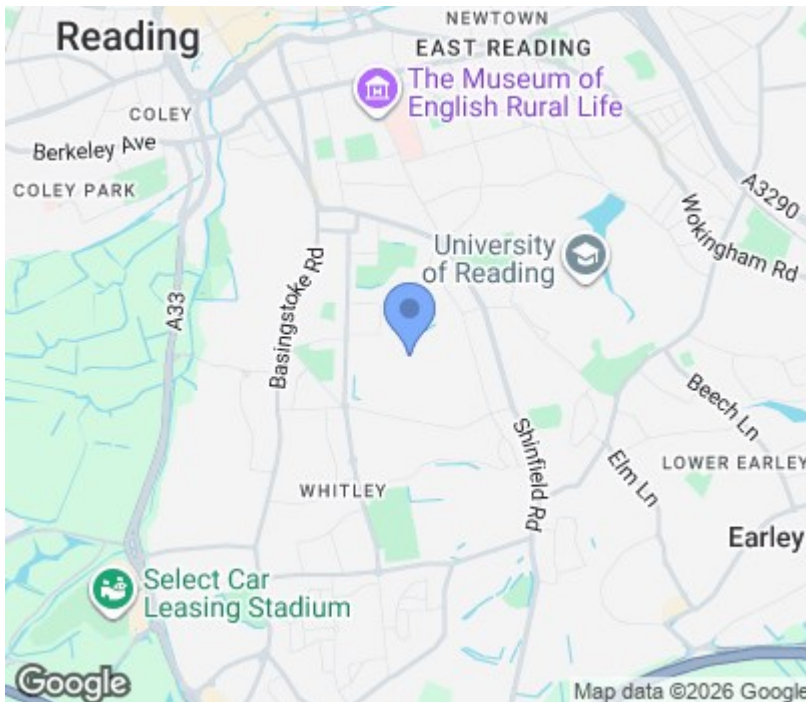 Reading
NEWTOWN
EAST READING
The Museum of
English Rural Life
COLEY
Berkeley Ave
COLEY PARK
A3290
Wokingham Rd
University
of Reading
A33
Basingstoke Rd
Beech Ln
Shinfield Rd
Elm Ln
LOWER EARLEY
WHITLEY
Earley
Select Car
Leasing Stadium
Google
Map data ©2026 Google